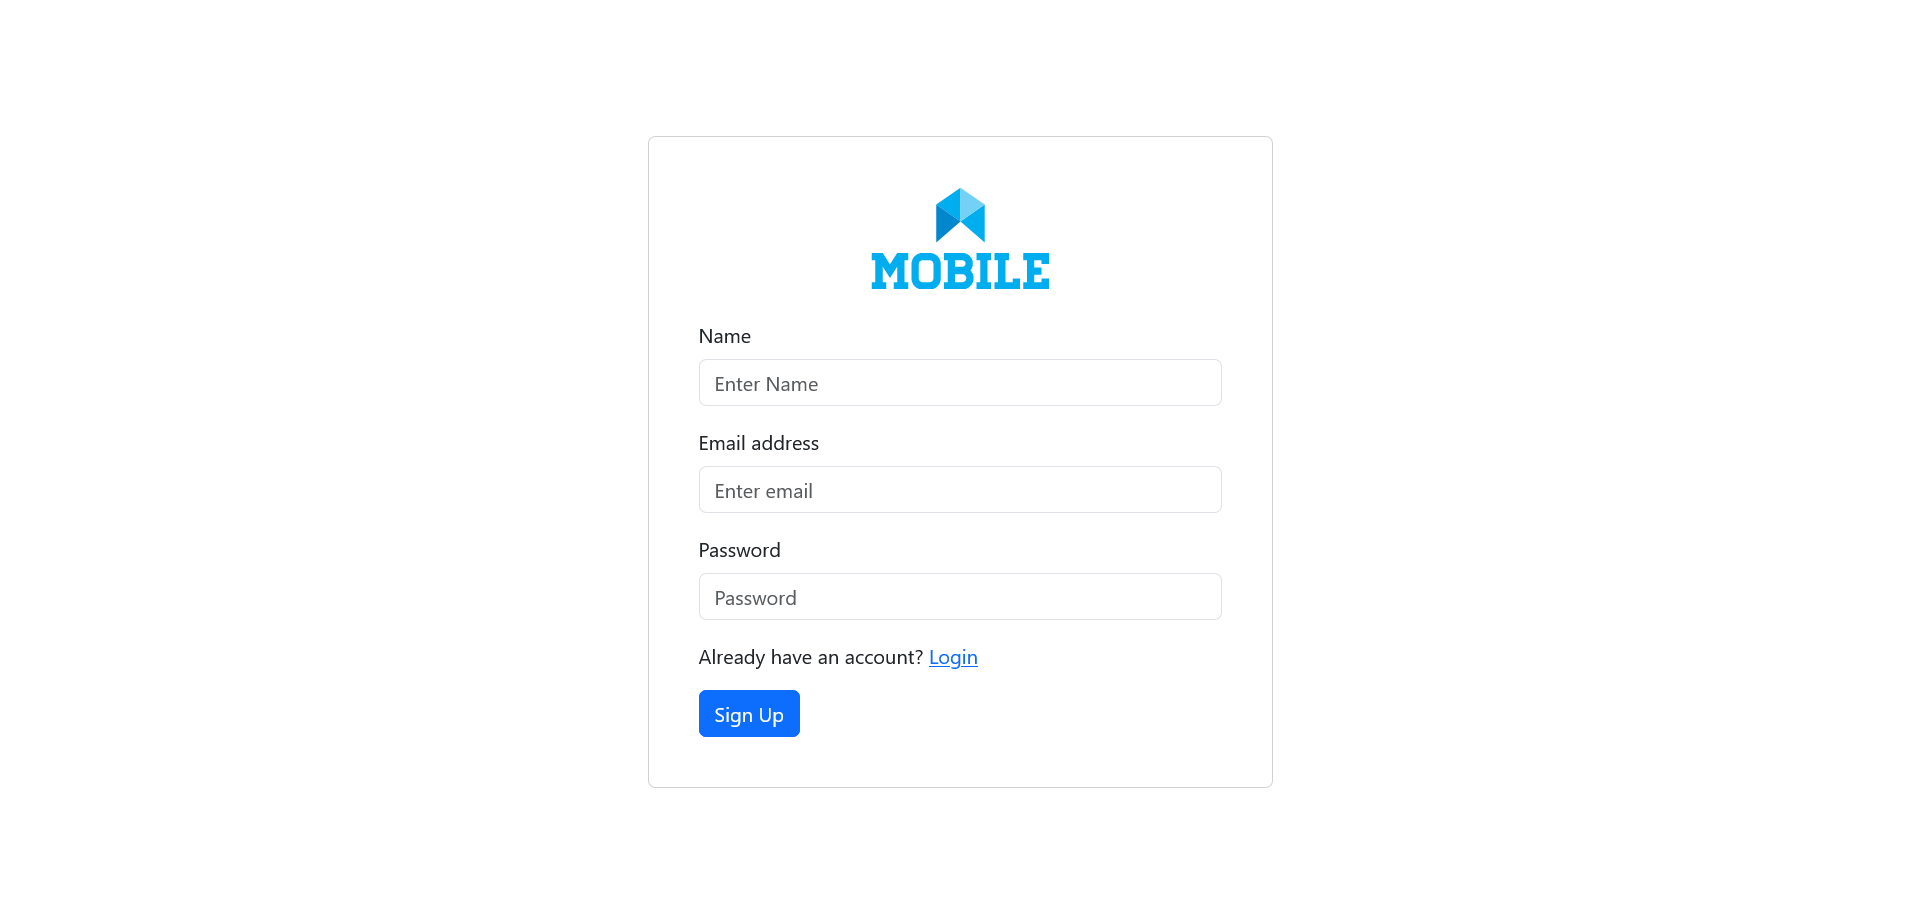 MOBILE
Name
Enter Name
Email address
Enter email
Password
Password
Already have an account? Login
Sign Up